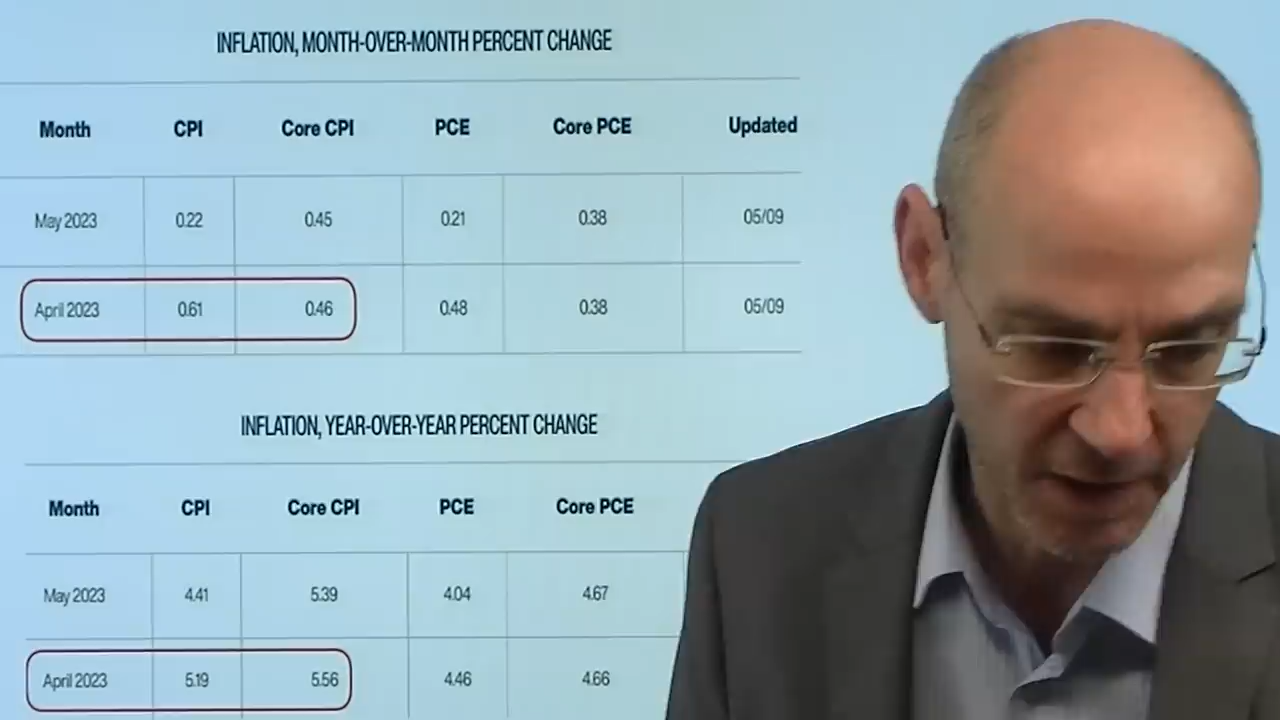 INFLATION, MONTH-OVER-MONTH PERCENT CHANGE
Month CPI Core CPI PCE Core PCE Updated
May 2023 0.22 0.45 0.21 0.38 05/09
April 2023 0.61 0.46 0.48 0.38 05/09
INFLATION, YEAR-OVER-YEAR PERCENT CHANGE
Month CPI Core CPI PCE Core PCE
May 2023 4.41 5.39 4.04 4.67
April 2023 5.19 5.56 4.46 4.66